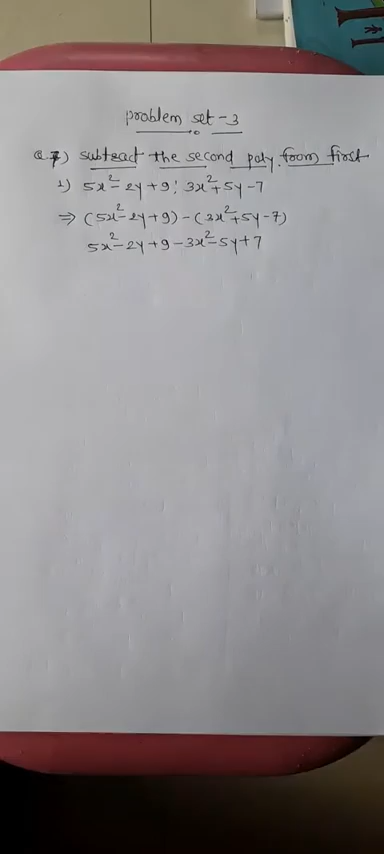 problem set - 3
Q.7) subtract the second poly. from first
1) 5x² - 2y + 9 ; 3x² + 5y - 7
⇒ (5x² - 2y + 9) - (3x² + 5y - 7)
5x² - 2y + 9 - 3x² - 5y + 7